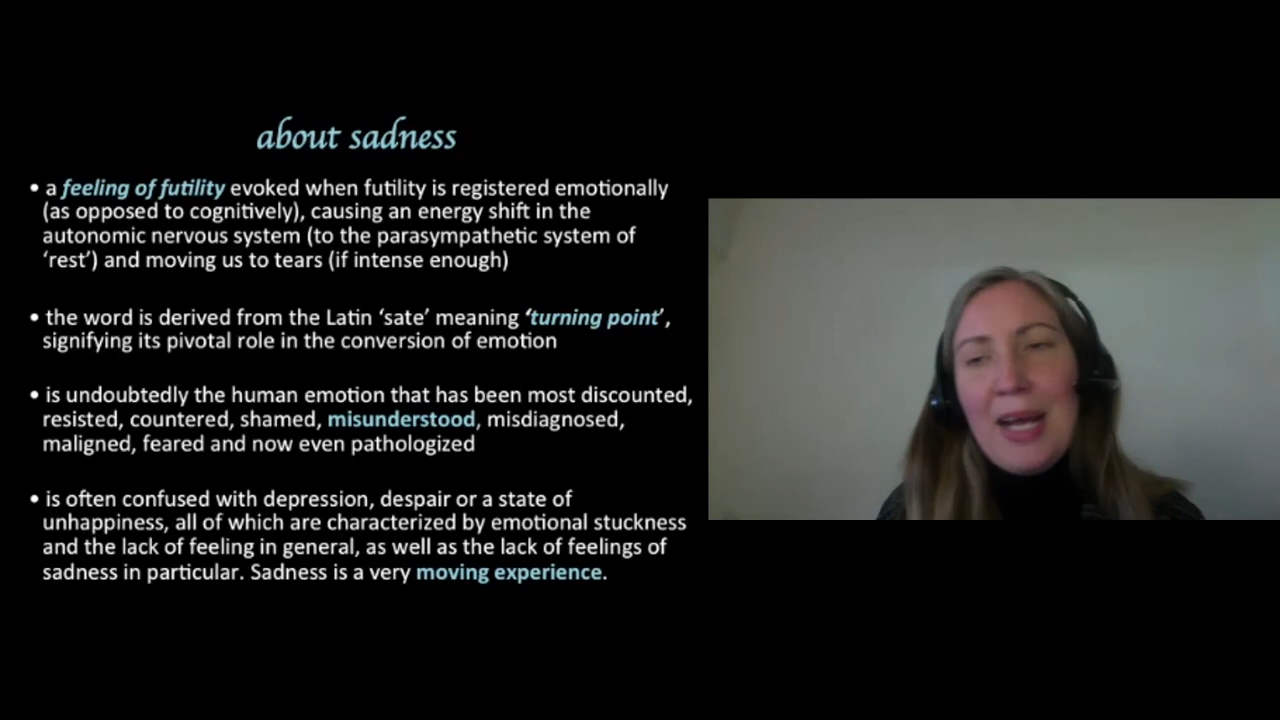 about sadness
• a feeling of futility evoked when futility is registered emotionally
(as opposed to cognitively), causing an energy shift in the
autonomic nervous system (to the parasympathetic system of
‘rest’) and moving us to tears (if intense enough)
• the word is derived from the Latin ‘sate’ meaning ‘turning point’,
signifying its pivotal role in the conversion of emotion
• is undoubtedly the human emotion that has been most discounted,
resisted, countered, shamed, misunderstood, misdiagnosed,
maligned, feared and now even pathologized
• is often confused with depression, despair or a state of
unhappiness, all of which are characterized by emotional stuckness
and the lack of feeling in general, as well as the lack of feelings of
sadness in particular. Sadness is a very moving experience.